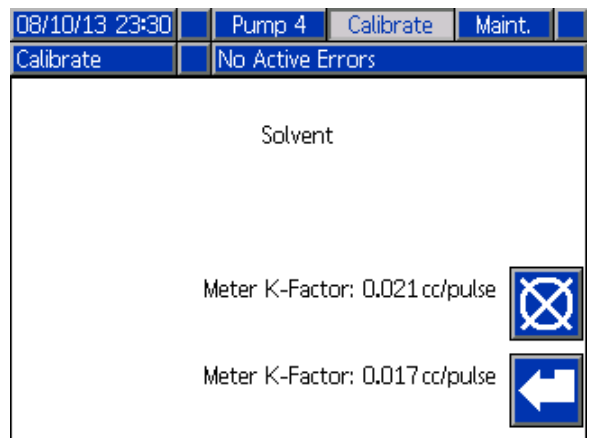 08/10/13 23:30 Pump 4 Calibrate Maint.
Calibrate No Active Errors
Solvent
Meter K-Factor: 0.021 cc/pulse
Meter K-Factor: 0.017 cc/pulse